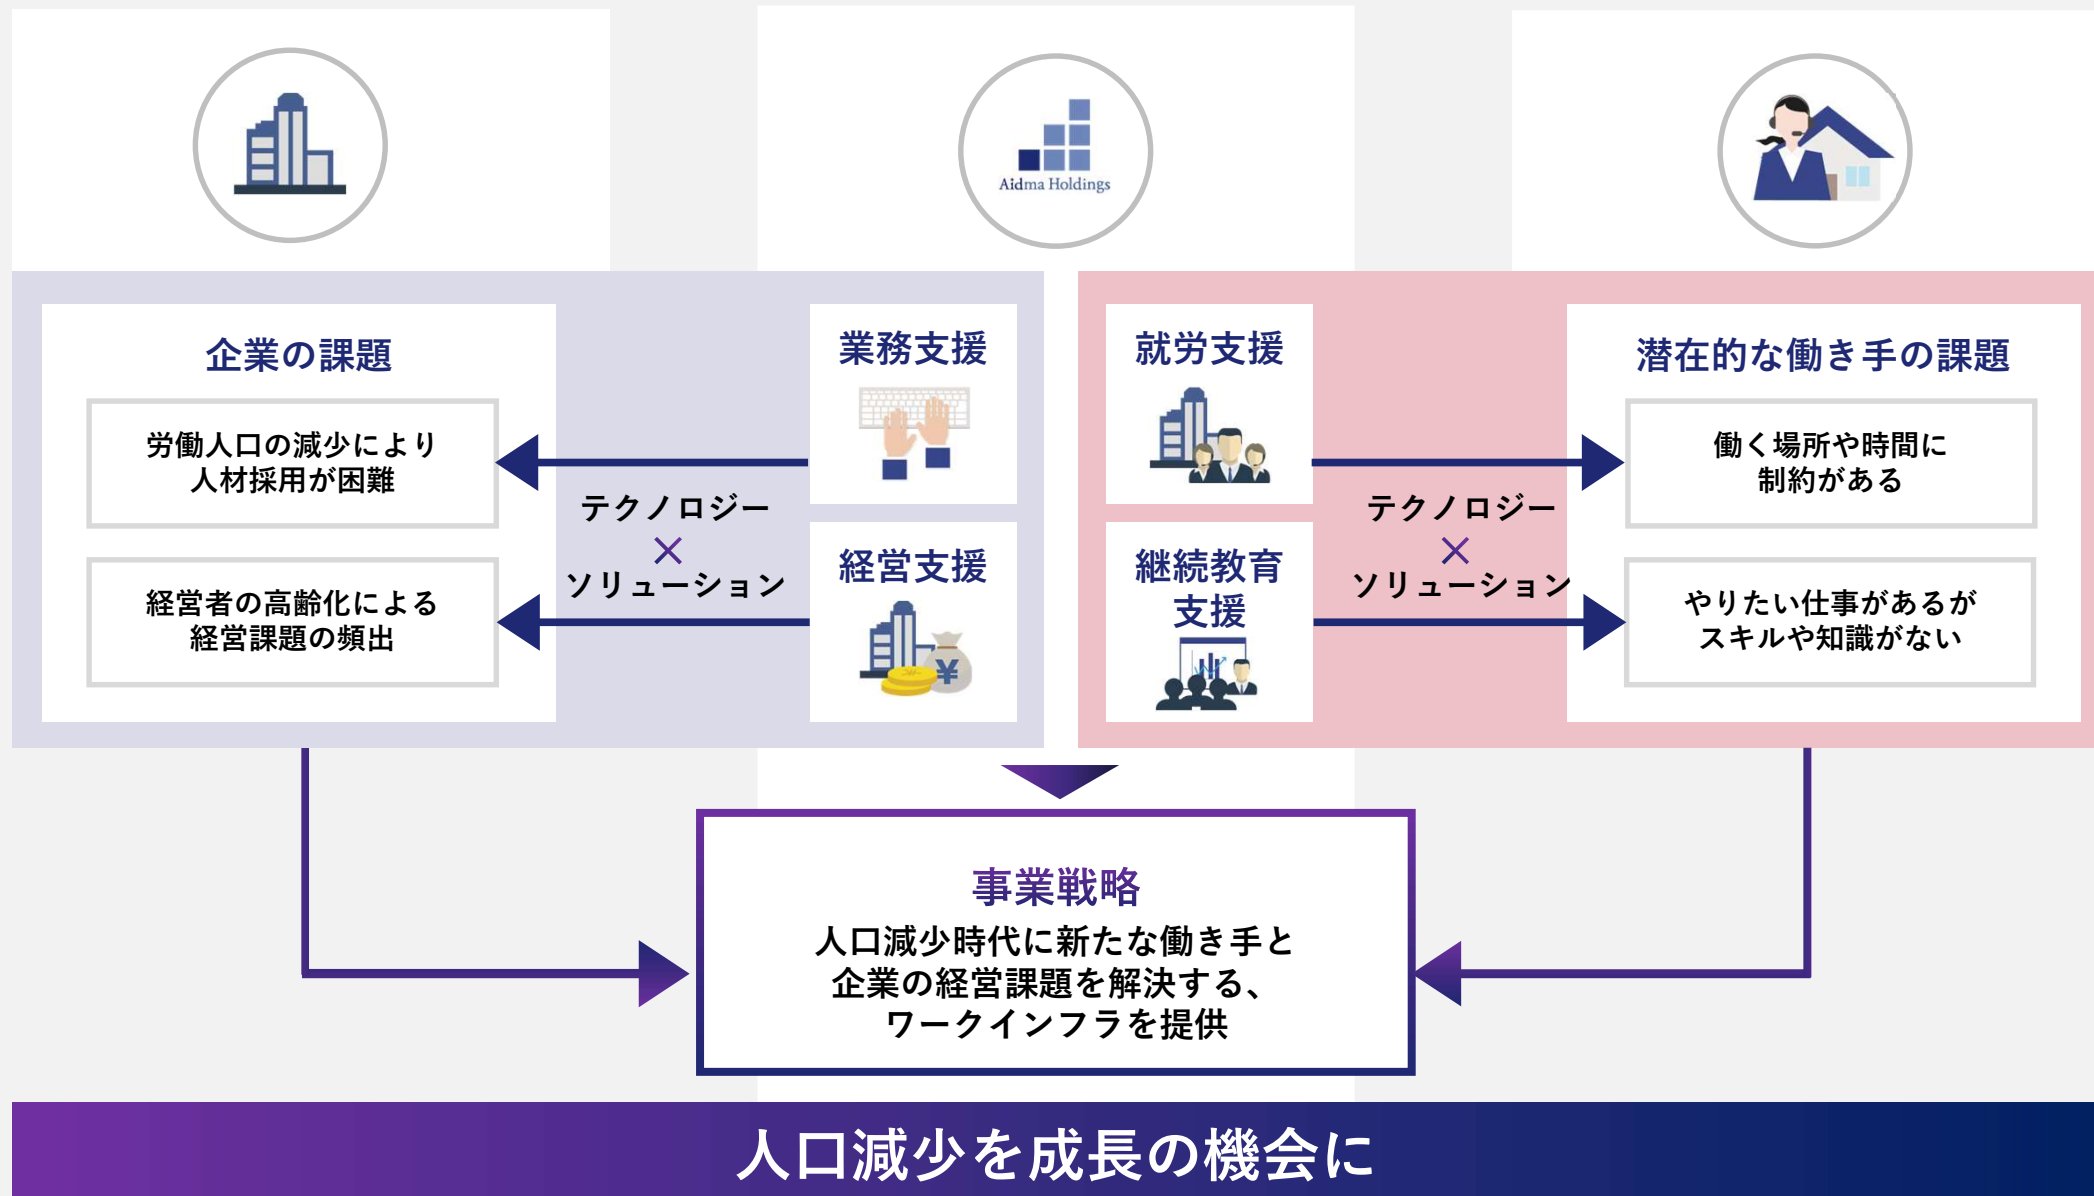 Aidma Holdings
企業の課題
労働人口の減少により
人材採用が困難
経営者の高齢化による
経営課題の頻出
テクノロジー
×
ソリューション
業務支援
経営支援
¥
就労支援
継続教育
支援
テクノロジー
×
ソリューション
潜在的な働き手の課題
働く場所や時間に
制約がある
やりたい仕事があるが
スキルや知識がない
事業戦略
人口減少時代に新たな働き手と
企業の経営課題を解決する、
ワークインフラを提供
人口減少を成長の機会に